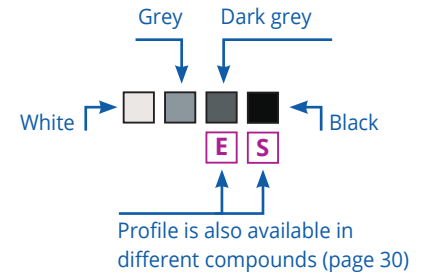 Grey Dark grey
White Black
E S
Profile is also available in
different compounds (page 30)